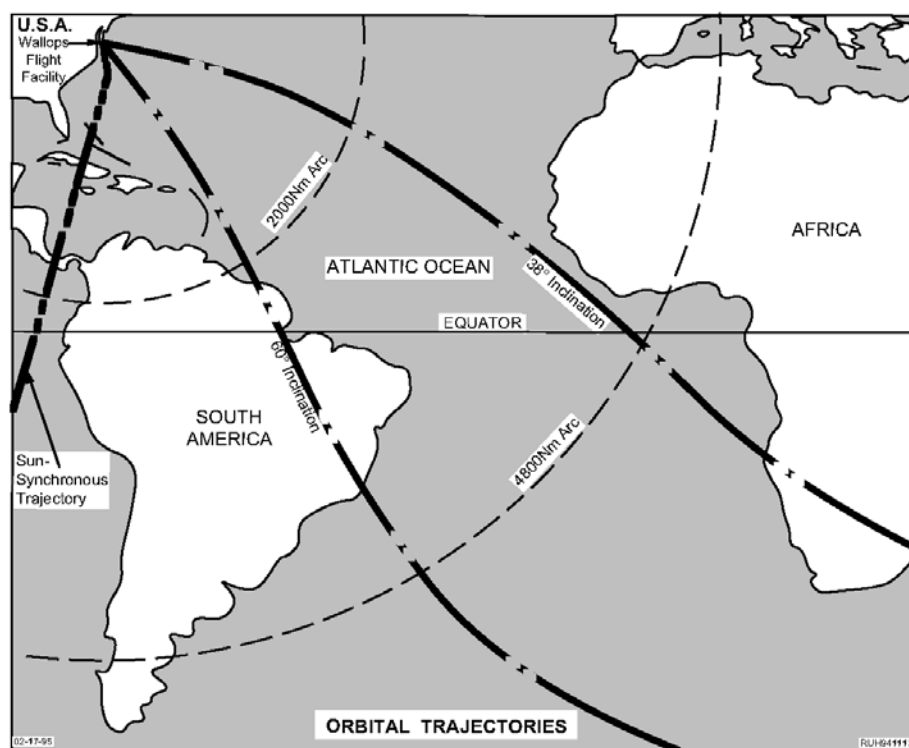 U.S.A.
Wallops
Flight
Facility
2000Nm Arc
AFRICA
ATLANTIC OCEAN
38° Inclination
EQUATOR
60° Inclination
SOUTH
AMERICA
4800Nm Arc
Sun-
Synchronous
Trajectory
ORBITAL TRAJECTORIES
02-17-95
RUH94111